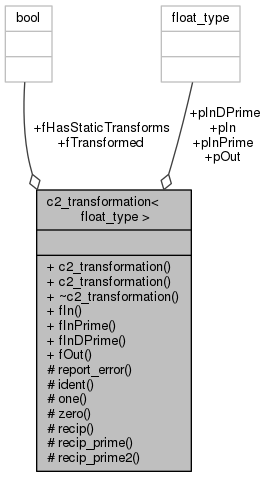 bool
float_type
+fHasStaticTransforms
+fTransformed
+pInDPrime
+pIn
+pInPrime
+pOut
c2_transformation<
float_type >
+ c2_transformation()
+ c2_transformation()
+ ~c2_transformation()
+ fIn()
+ fInPrime()
+ fInDPrime()
+ fOut()
# report_error()
# ident()
# one()
# zero()
# recip()
# recip_prime()
# recip_prime2()